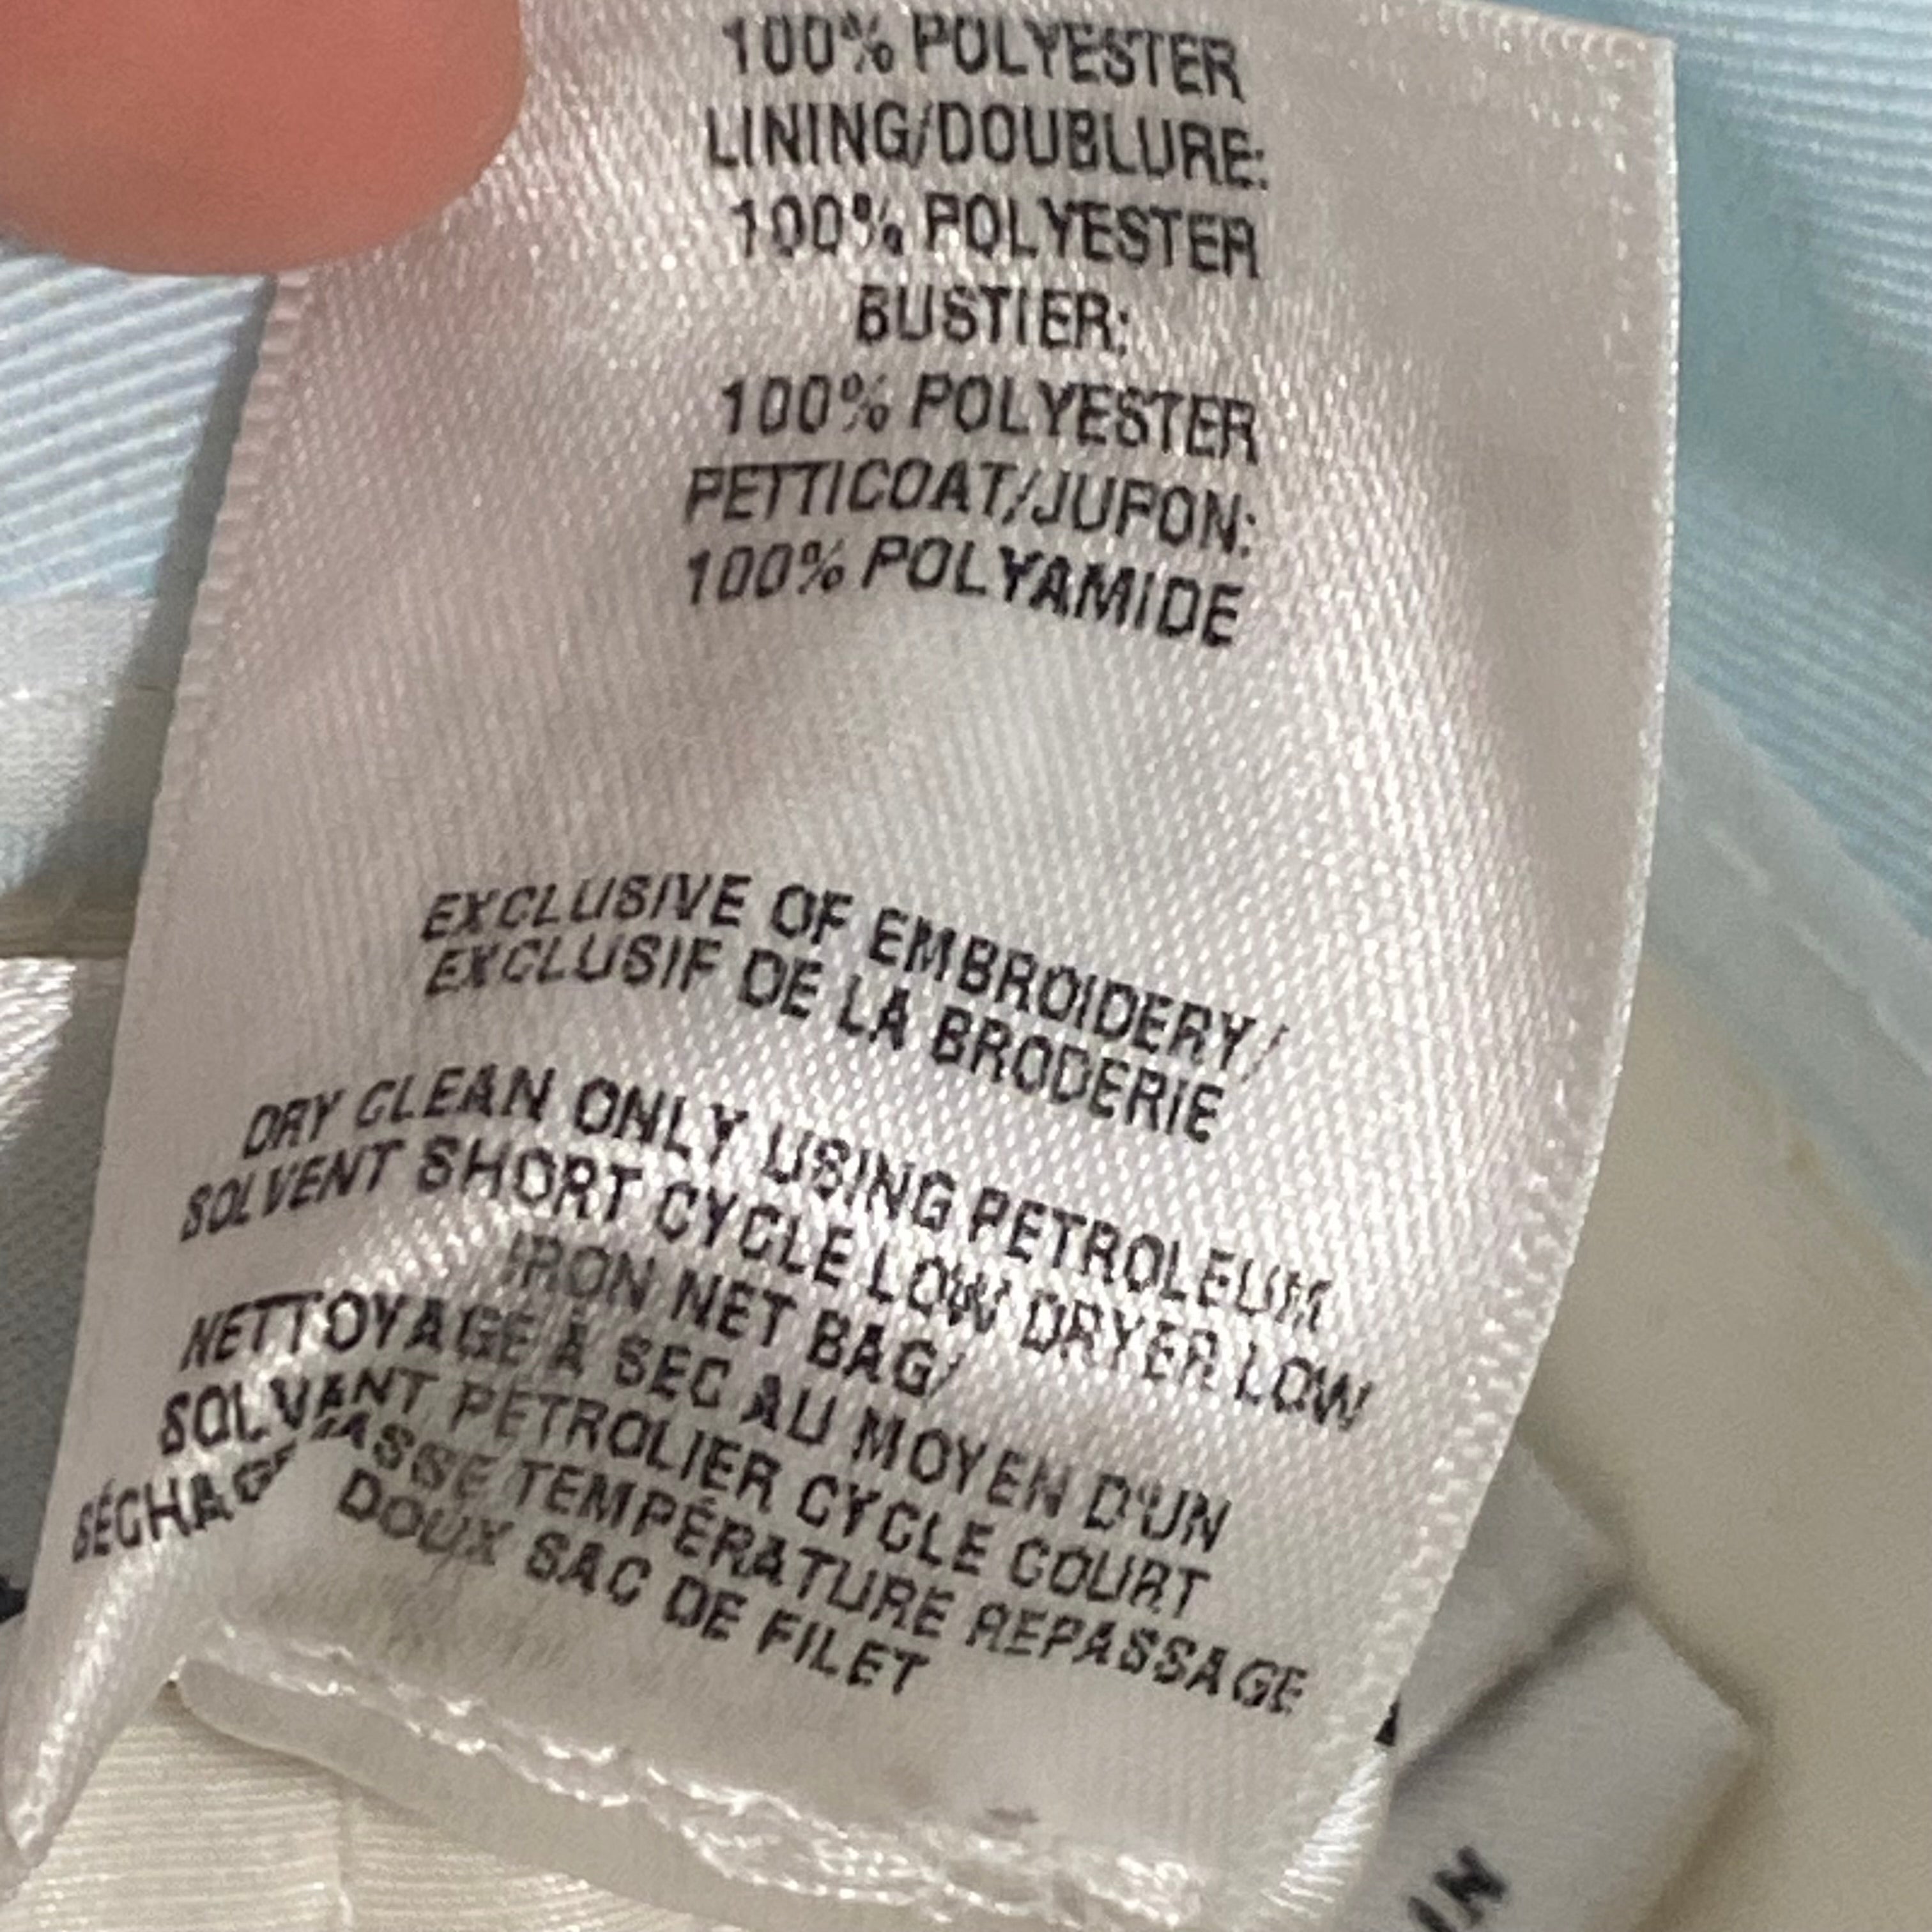 100% POLYESTER
LINING/DOUBLURE:
100% POLYESTER
BUSTIER:
100% POLYESTER
PETTICOAT/JUPON:
100% POLYAMIDE
EXCLUSIVE OF EMBROIDERY/
EXCLUSIF DE LA BRODERIE
DRY CLEAN ONLY USING PETROLEUM
SOLVENT SHORT CYCLE LOW DRYER LOW
IRON NET BAG/
NETTOYAGE À SEC AU MOYEN D'UN
SOLVANT PÉTROLIER CYCLE COURT
TEMPÉRATURE REPASSAGE
DOUX SAC DE FILET